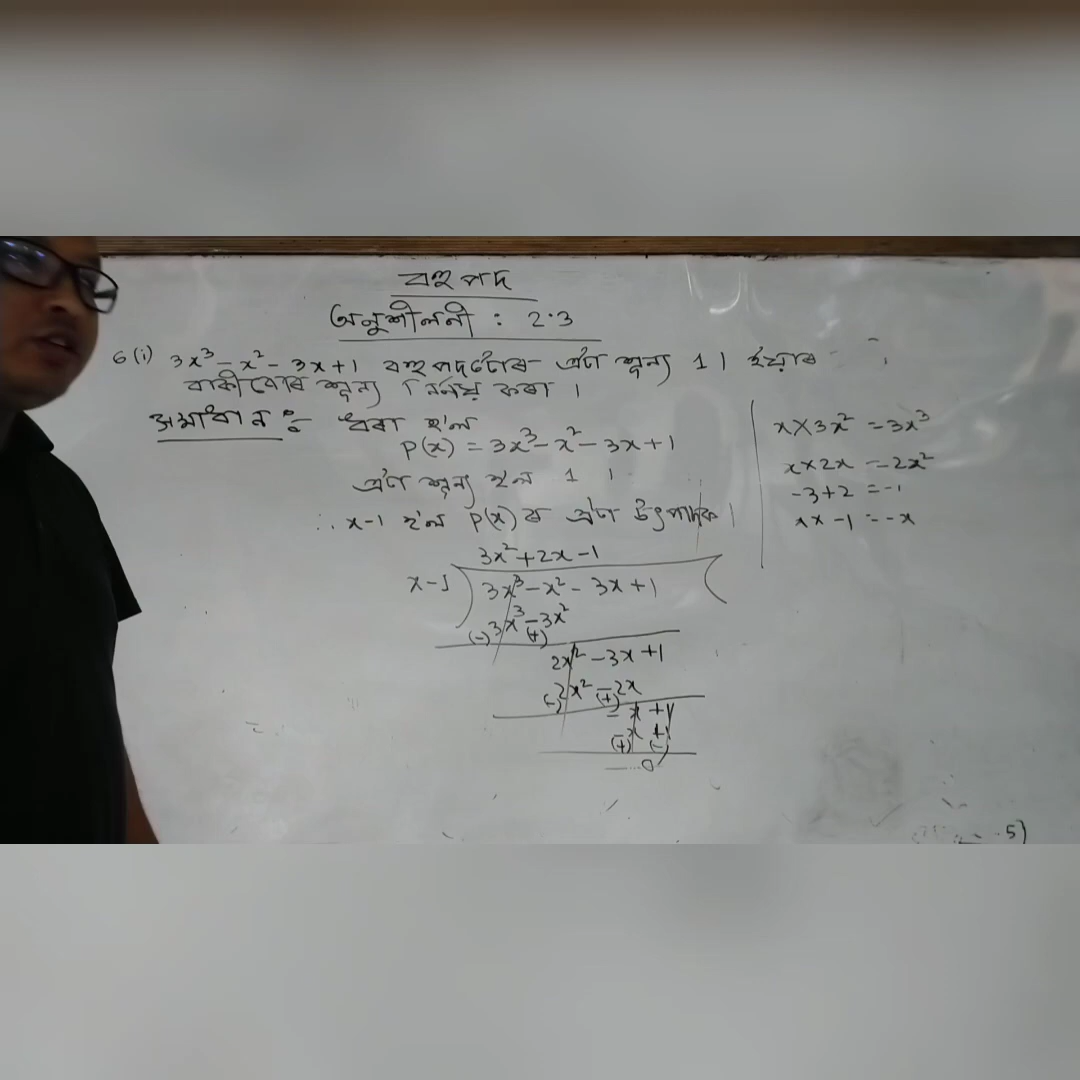 বহুপদ
অনুশীলনী : 2.3
6 (i) 3x³ - x² - 3x + 1 বহুপদটোৰ এটা শূন্য 1। ইয়াৰ
বাকীবোৰ শূন্য নিৰ্ণয় কৰা।
সমাধান : ধৰা হ'ল
P(x) = 3x³ - x² - 3x + 1
এটা শূন্য হ'ল 1।
∴ x-1 হ'ল P(x) ৰ এটা উৎপাদক।
3x² + 2x - 1
x-1 ) 3x³ - x² - 3x + 1 (
3x³ - 3x²
(-) (+)
2x² - 3x + 1
2x² - 2x
(-) (+)
- x + 1
- x + 1
(+) (-)
0
x × 3x² = 3x³
x × 2x = 2x²
-3 + 2 = -1
x × -1 = -x